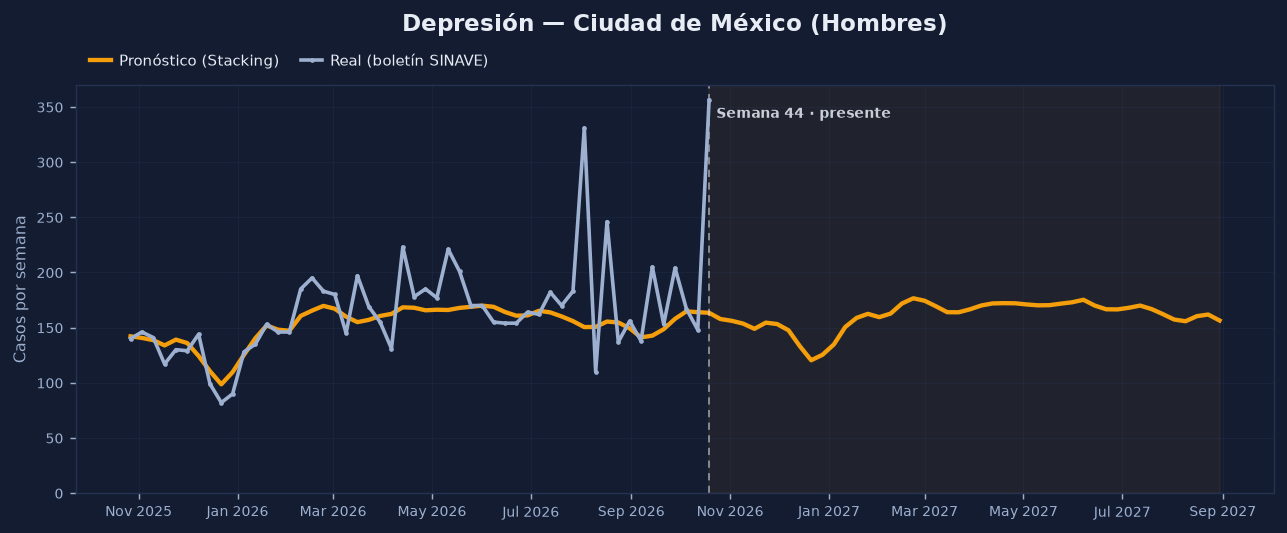 Depresión — Ciudad de México (Hombres)
Pronóstico (Stacking)
Real (boletín SINAVE)
Semana 44 · presente
Casos por semana
350
300
250
200
150
100
50
0
Nov 2025
Jan 2026
Mar 2026
May 2026
Jul 2026
Sep 2026
Nov 2026
Jan 2027
Mar 2027
May 2027
Jul 2027
Sep 2027